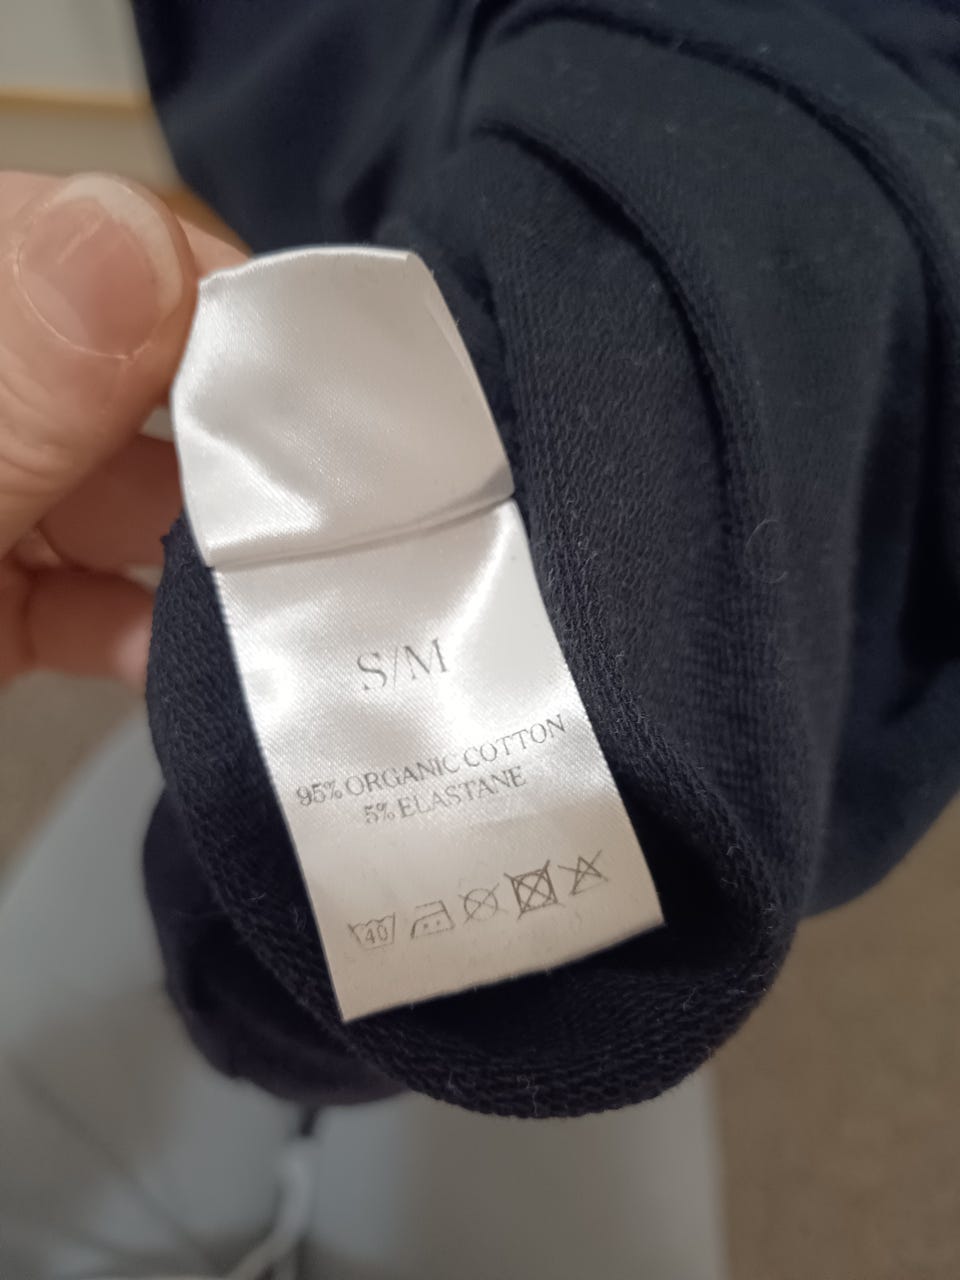 S/M
95% ORGANIC COTTON
5% ELASTANE
40